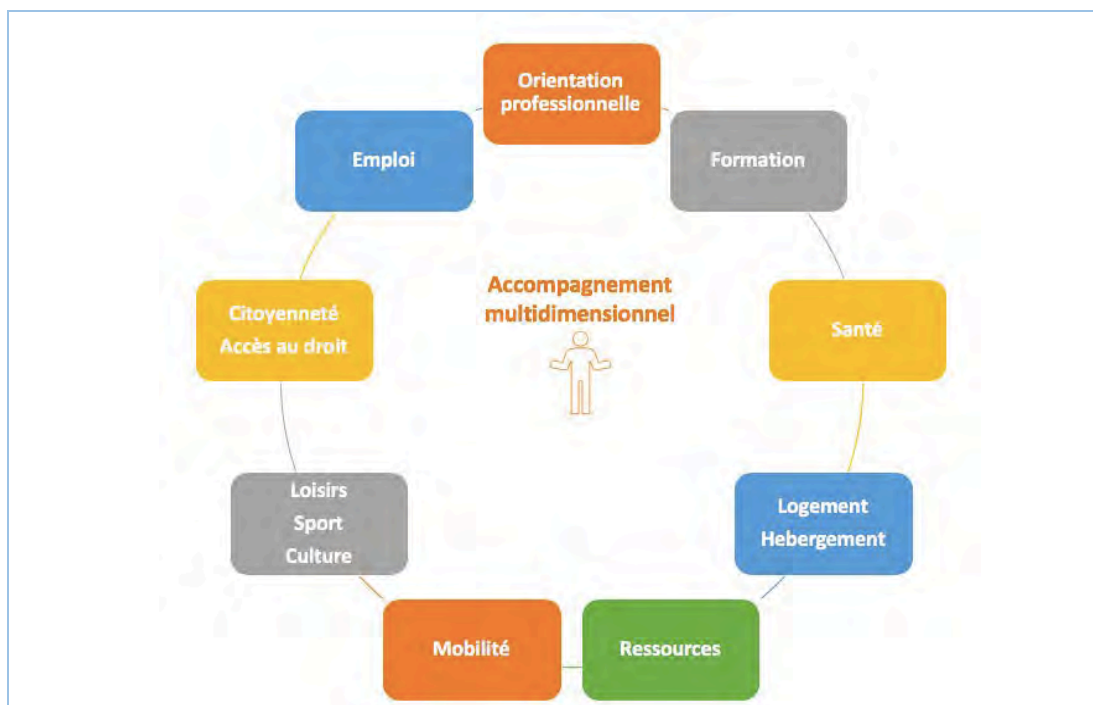 Orientation
professionnelle
Emploi
Formation
Accompagnement
multidimensionnel
Citoyenneté
Accès au droit
Santé
Loisirs
Sport
Culture
Logement
Hebergement
Mobilité
Ressources